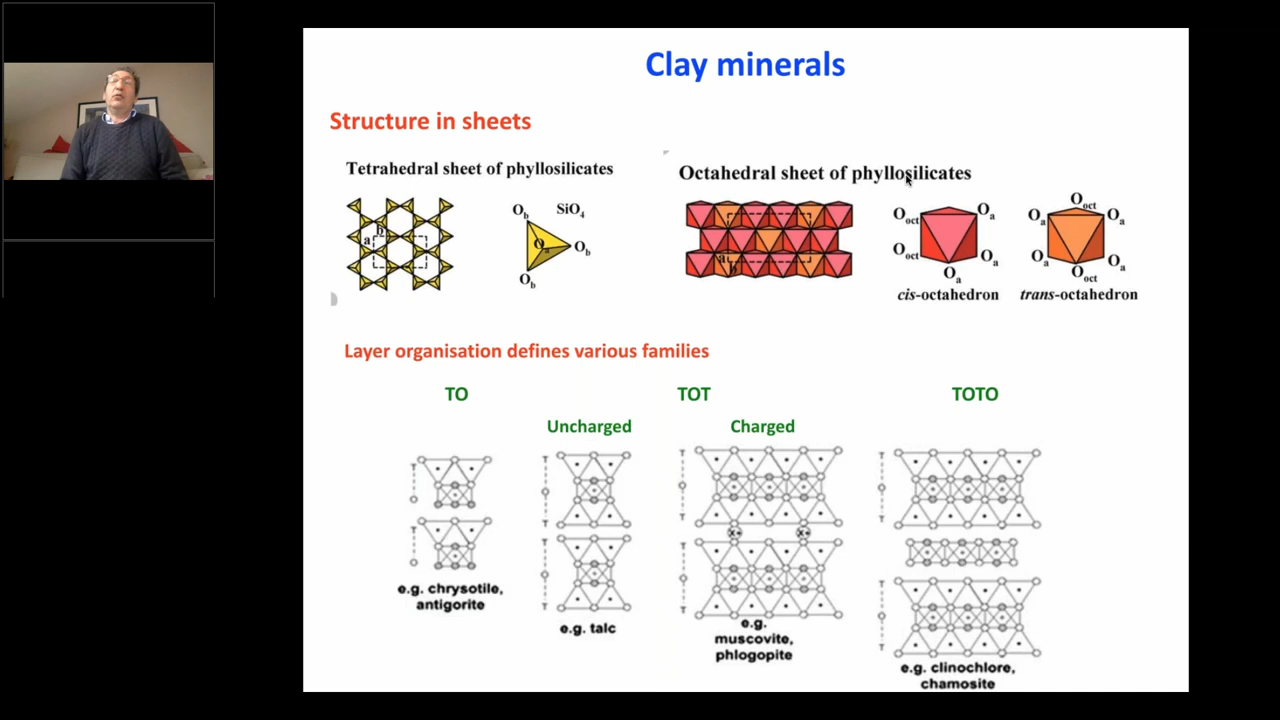 Clay minerals
Structure in sheets
Tetrahedral sheet of phyllosilicates
Octahedral sheet of phyllosilicates
Ob
SiO4
Oa
Ob
Ob
a
b
a
b
Ooct
Oa
Ooct
Oa
Oa
cis-octahedron
Ooct
Oa
Oa
Oa
Oa
Ooct
trans-octahedron
Layer organisation defines various families
TO
TOT
TOTO
Uncharged
Charged
T
O
T
O
e.g. chrysotile,
antigorite
T
O
T
T
O
T
e.g. talc
T
O
T
X+
X+
T
O
T
e.g.
muscovite,
phlogopite
T
O
T
O
T
O
T
e.g. clinochlore,
chamosite